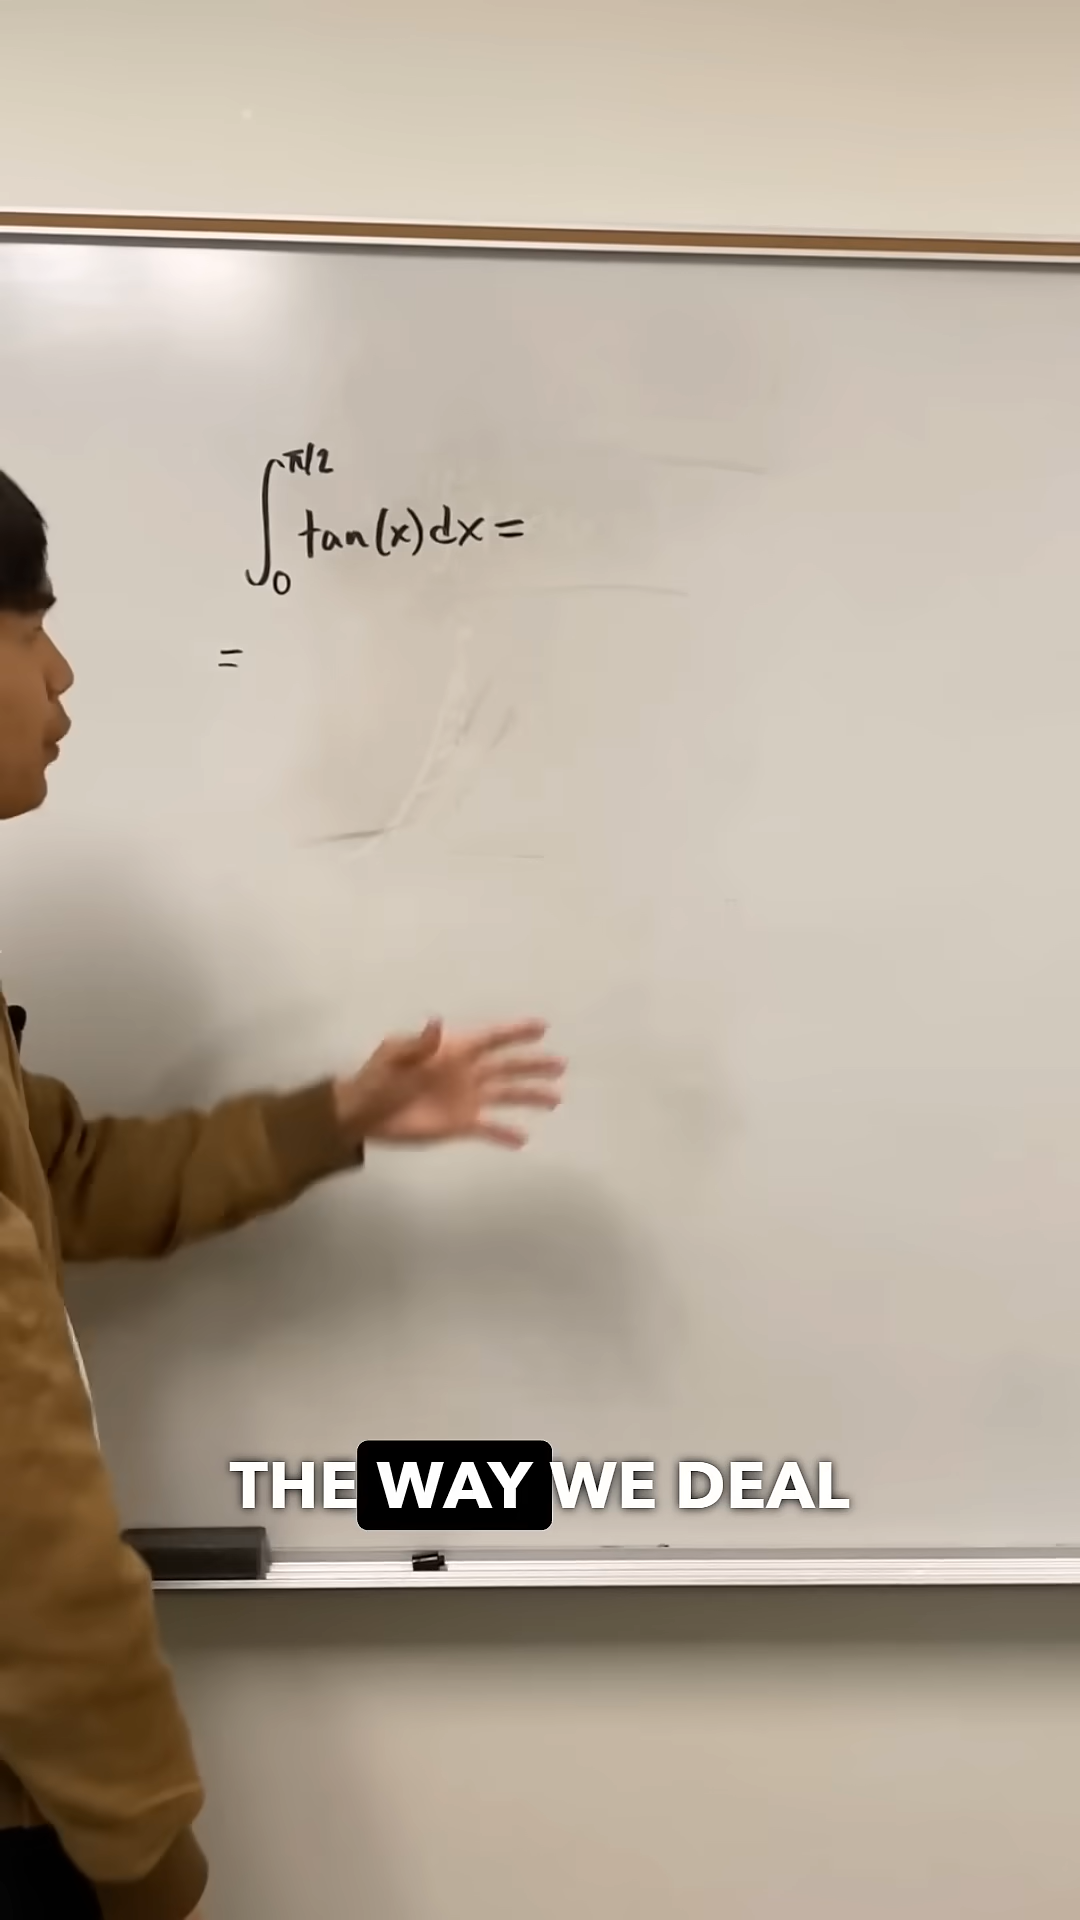 ∫₀^π/2 tan(x)dx =
=
THE WAY WE DEAL